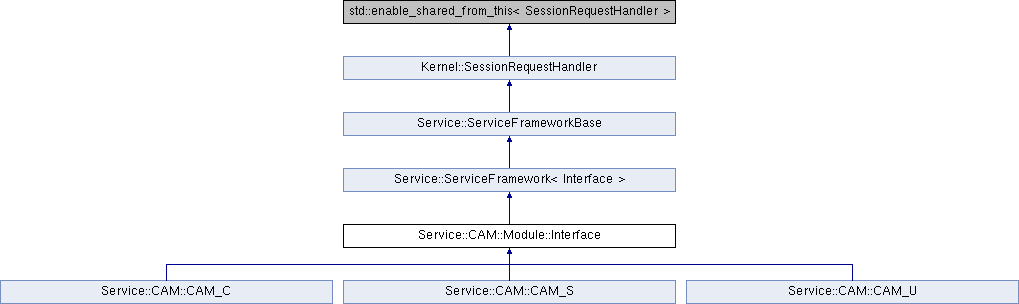 std::enable_shared_from_this< SessionRequestHandler >
Kernel::SessionRequestHandler
Service::ServiceFrameworkBase
Service::ServiceFramework< Interface >
Service::CAM::Module::Interface
Service::CAM::CAM_C
Service::CAM::CAM_S
Service::CAM::CAM_U